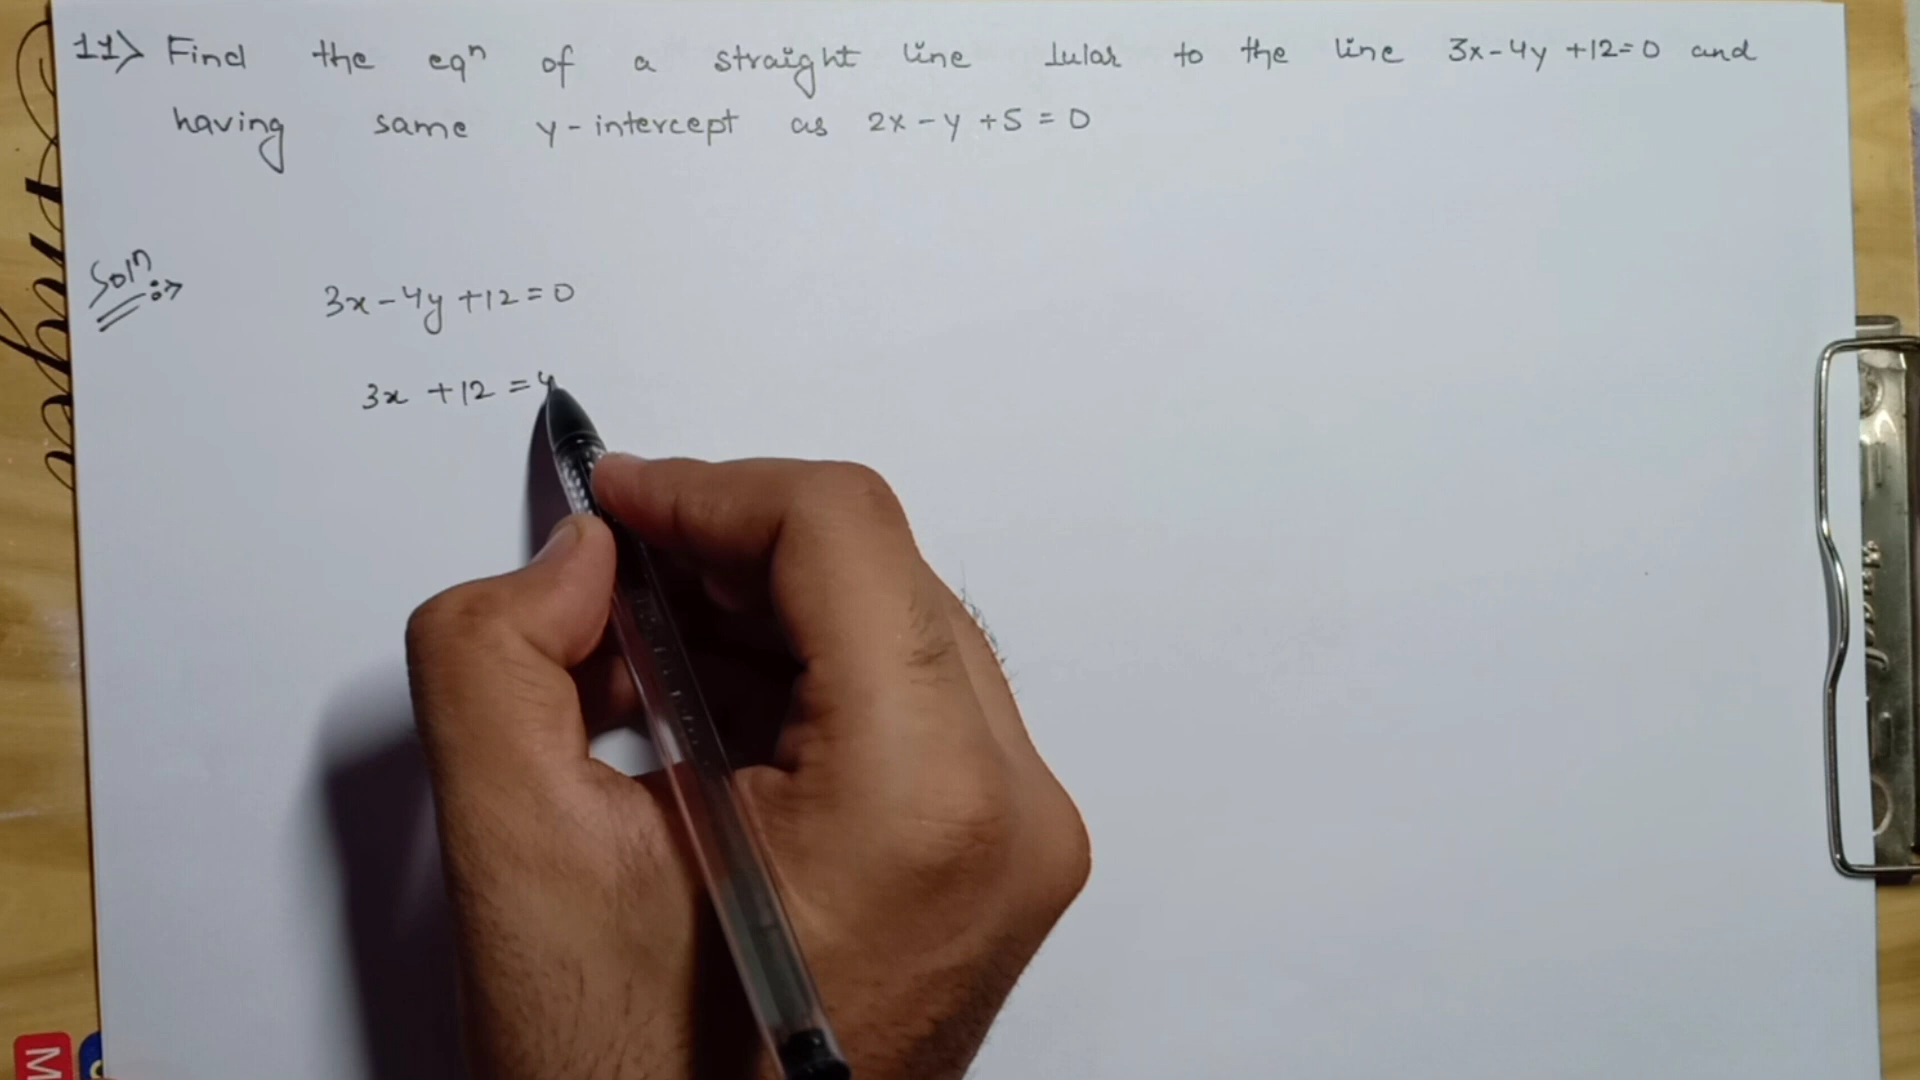 11> Find the eqn of a straight line ⊥ular to the line 3x-4y+12=0 and
having same y-intercept as 2x-y+5=0
Soln :->
3x-4y+12=0
3x+12=4
M